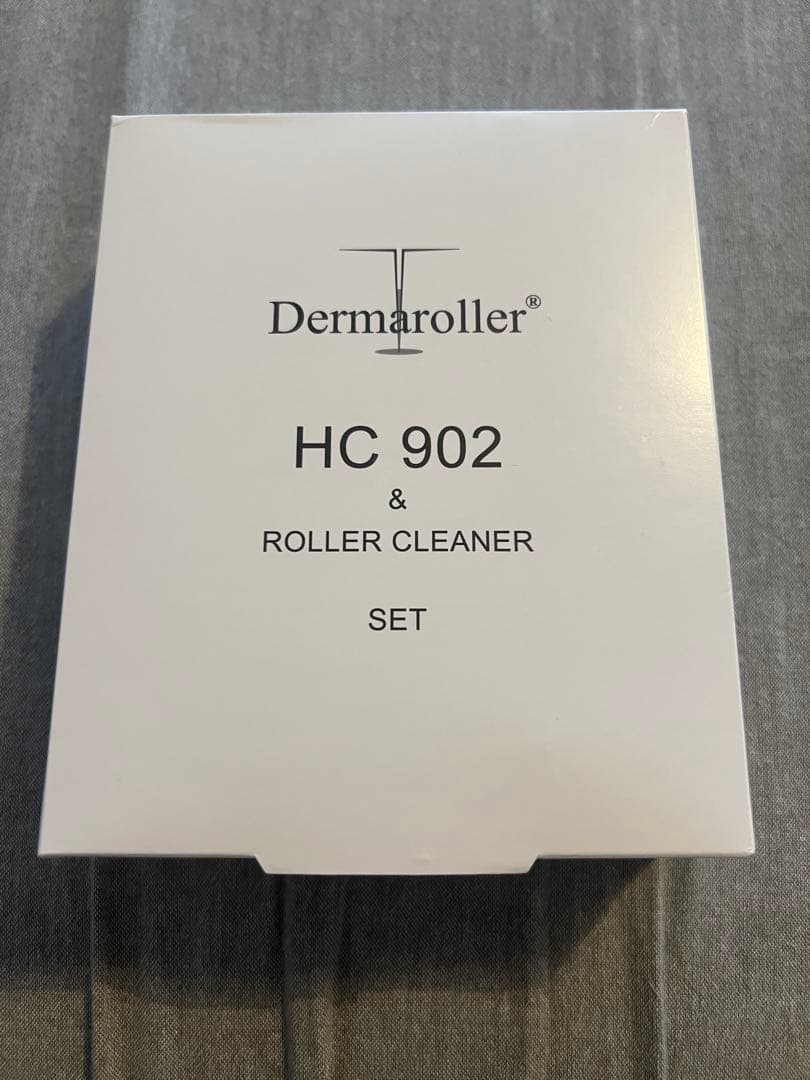 Dermaroller®
HC 902
&
ROLLER CLEANER
SET